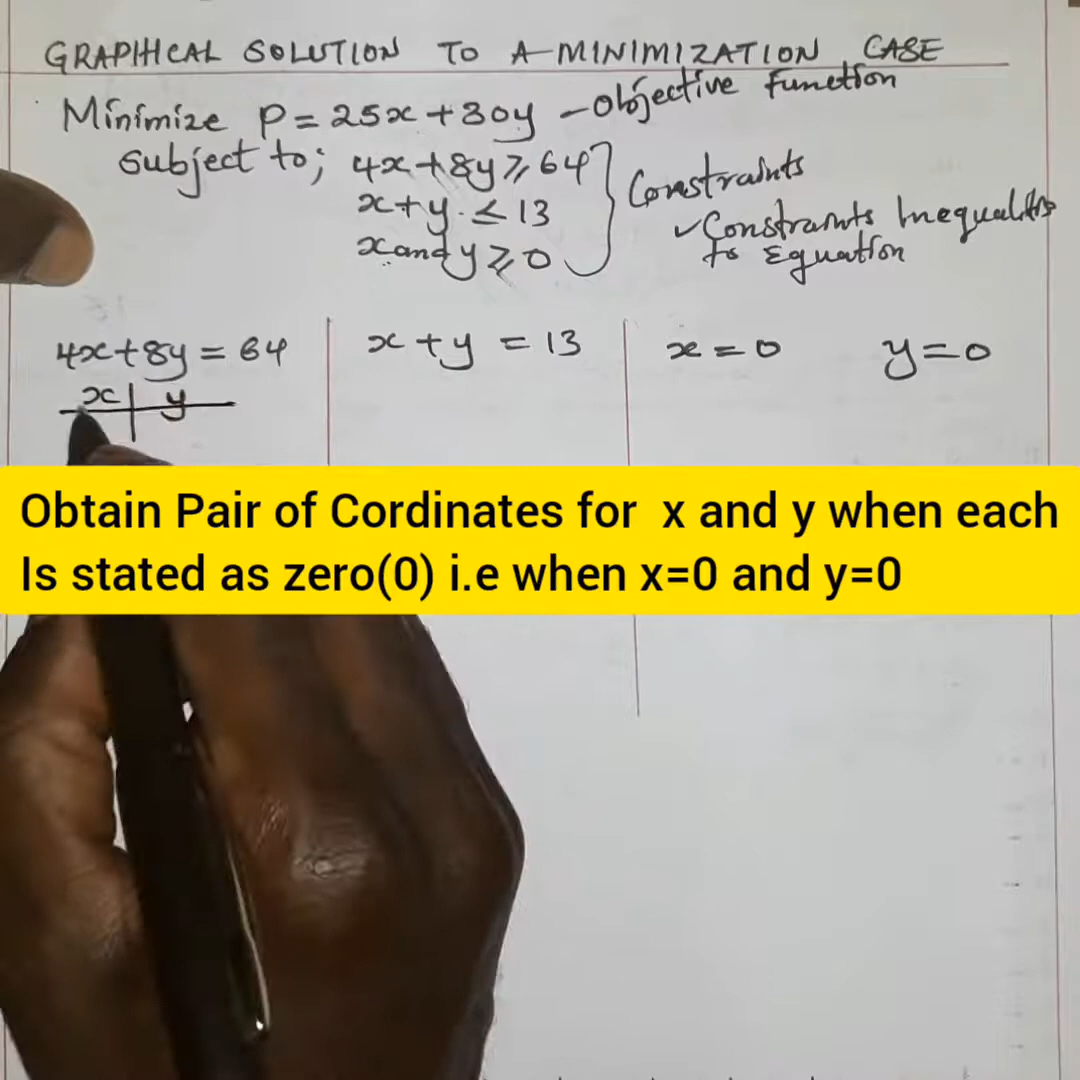 GRAPHICAL SOLUTION TO A MINIMIZATION CASE
Minimize P = 25x + 30y - Objective Function
Subject to; 4x + 8y ⩾ 64 } Constraints
x + y ≤ 13 ✓ Constraints Inequalities
x and y ⩾ 0 to Equation
4x + 8y = 64
x | y
x + y = 13
x = 0
y = 0
Obtain Pair of Cordinates for x and y when each
Is stated as zero(0) i.e when x=0 and y=0